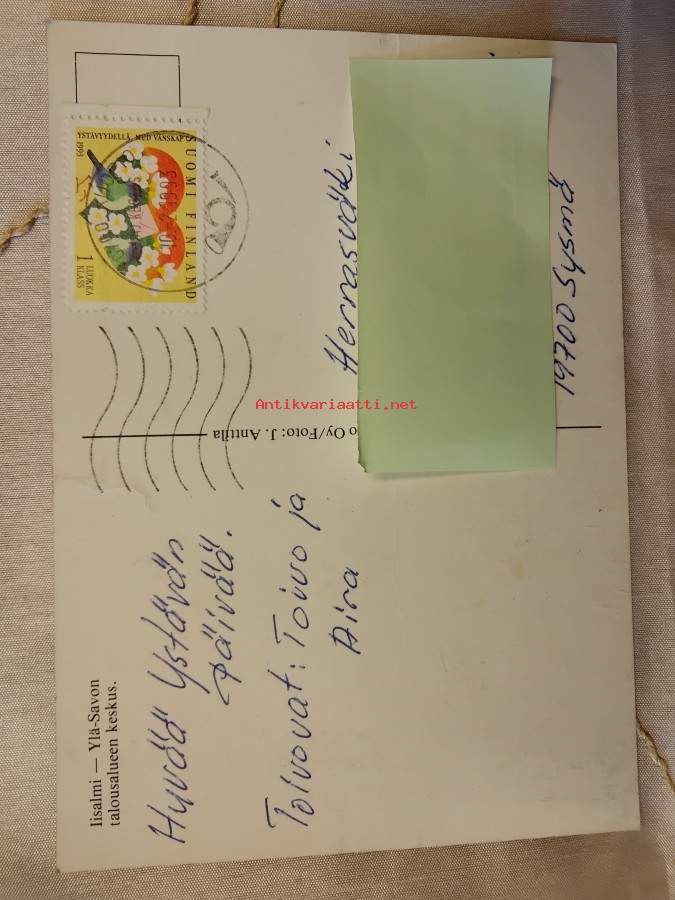 Iisalmi — Ylä-Savon
talousalueen keskus.
Hyvää Ystävän
päivää.
Toivovat: Toivo ja
Aira
o Oy/Foto: J. Anttila
YSTÄVYYDELLÄ MED VÄNSKAP
1993
SUOMI FINLAND
1 LUOKKA
KLASS
Herrasväki
19700 Sysmä
Antikvariaatti.net